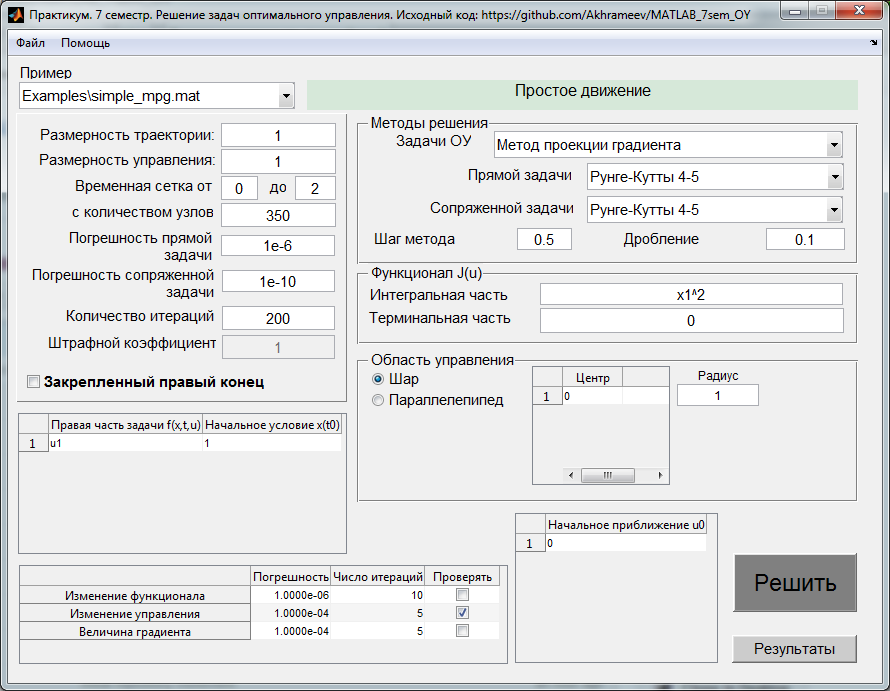 Практикум. 7 семестр. Решение задач оптимального управления. Исходный код: https://github.com/Akhrameev/MATLAB_7sem_OY
Файл Помощь
Пример
Examples\simple_mpg.mat
Простое движение
Размерность траектории: 1
Размерность управления: 1
Временная сетка от 0 до 2
с количеством узлов 350
Погрешность прямой
задачи
1e-6
Погрешность сопряженной
задачи
1e-10
Количество итераций 200
Штрафной коэффициент 1
Закрепленный правый конец
Методы решения
Задачи ОУ Метод проекции градиента
Прямой задачи Рунге-Кутты 4-5
Сопряженной задачи Рунге-Кутты 4-5
Шаг метода 0.5 Дробление 0.1
Функционал J(u)
Интегральная часть x1^2
Терминальная часть 0
Область управления
Шар
Параллелепипед
Центр
1 0
Радиус
1
Правая часть задачи f(x,t,u) Начальное условие x(t0)
1 u1 1
Начальное приближение u0
1 0
Погрешность Число итераций Проверять
Изменение функционала 1.0000e-06 10
Изменение управления 1.0000e-04 5
Величина градиента 1.0000e-04 5
Решить
Результаты